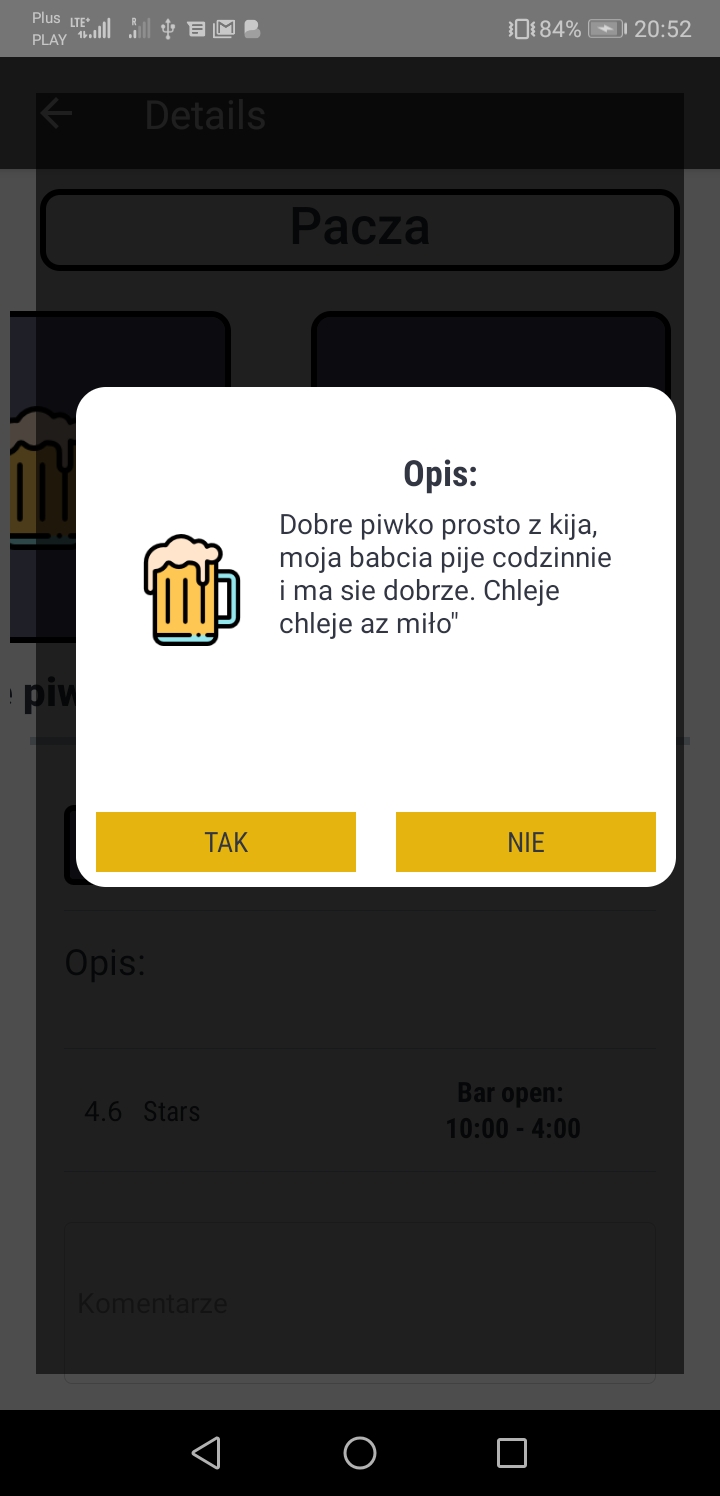 Plus
PLAY
LTE+
R
84%
20:52
Details
Pacza
Opis:
Dobre piwko prosto z kija,
moja babcia pije codzinnie
i ma sie dobrze. Chleje
chleje az miło"
piw
TAK
NIE
Opis:
4.6 Stars
Bar open:
10:00 - 4:00
Komentarze